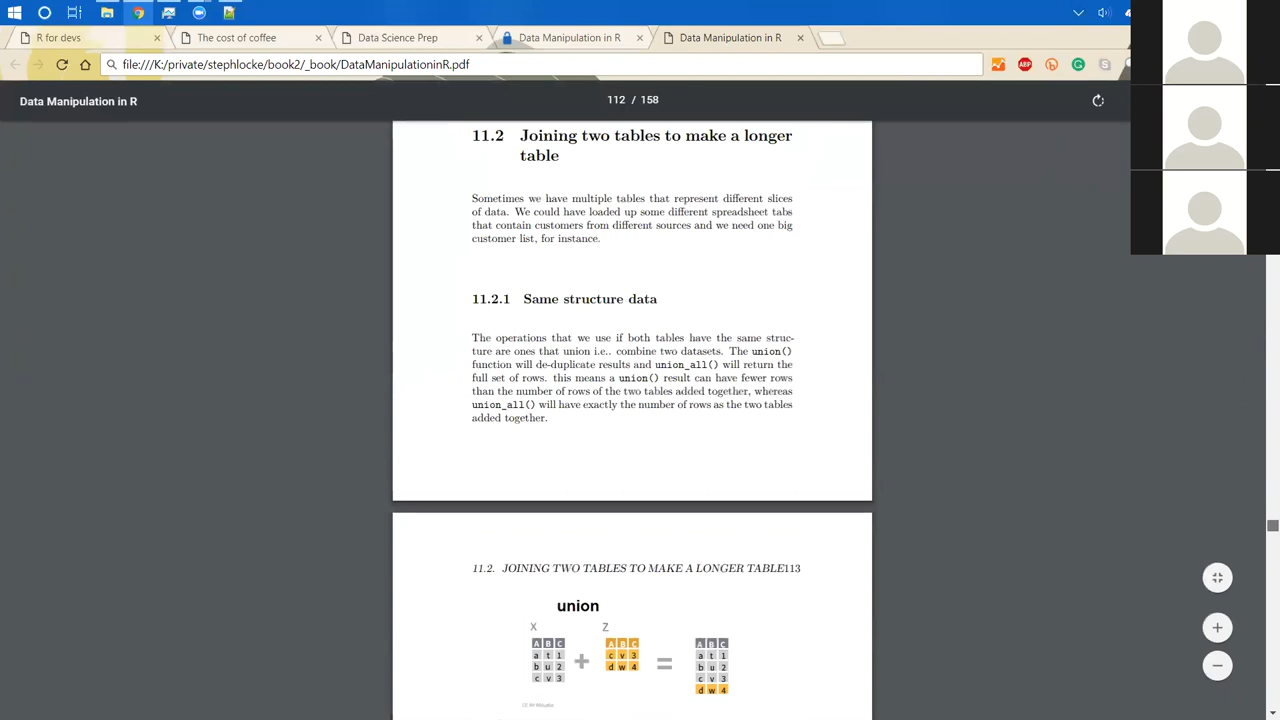 R for devs
The cost of coffee
Data Science Prep
Data Manipulation in R
Data Manipulation in R
file:///K:/private/stephlocke/book2/_book/DataManipulationinR.pdf
ABP
Data Manipulation in R
112 / 158
11.2 Joining two tables to make a longer
table
Sometimes we have multiple tables that represent different slices
of data. We could have loaded up some different spreadsheet tabs
that contain customers from different sources and we need one big
customer list, for instance.
11.2.1 Same structure data
The operations that we use if both tables have the same struc-
ture are ones that union i.e.. combine two datasets. The union()
function will de-duplicate results and union_all() will return the
full set of rows. this means a union() result can have fewer rows
than the number of rows of the two tables added together, whereas
union_all() will have exactly the number of rows as the two tables
added together.
11.2. JOINING TWO TABLES TO MAKE A LONGER TABLE113
union
X Z
A B C A B C A B C
a t 1 c v 3 a t 1
b u 2 + d w 4 = b u 2
c v 3 c v 3
d w 4